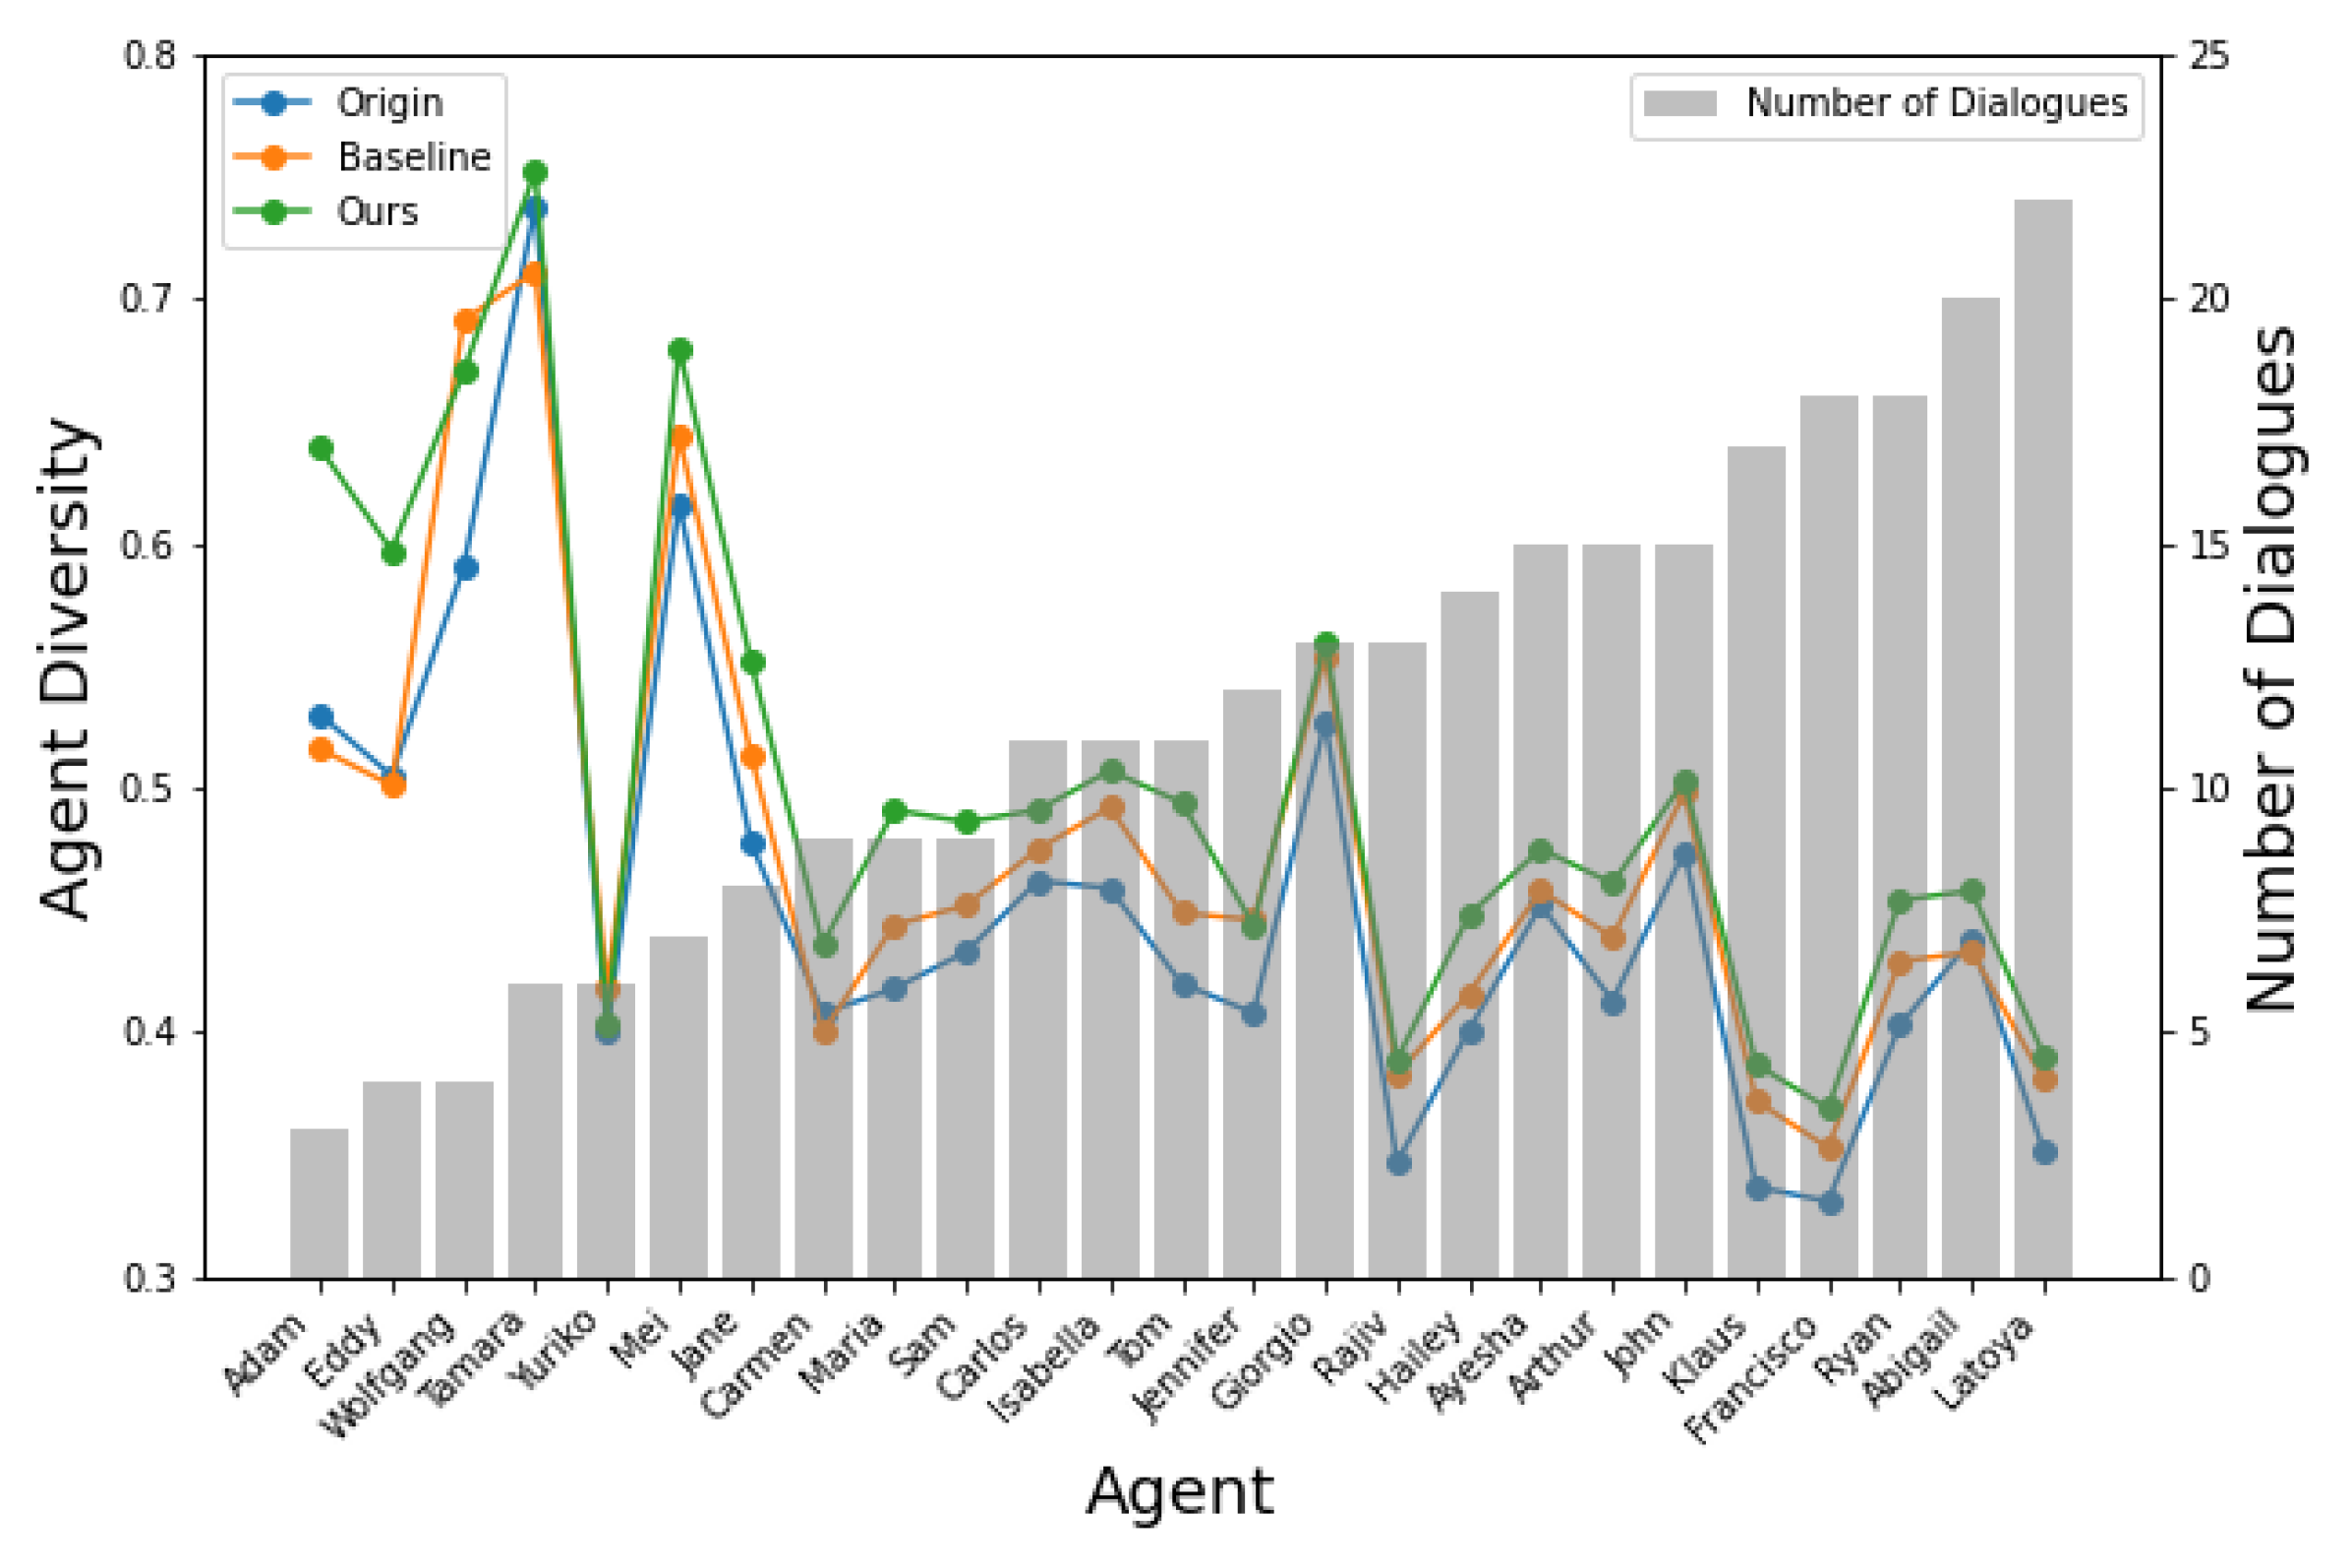 0.8
0.7
0.6
0.5
0.4
0.3
Agent Diversity
Origin
Baseline
Ours
Number of Dialogues
25
20
15
10
5
0
Number of Dialogues
Adam
Eddy
Wolfgang
Tamara
Yuriko
Mei
Jane
Carmen
Maria
Sam
Carlos
Isabella
Tom
Jennifer
Giorgio
Rajiv
Hailey
Ayesha
Arthur
John
Klaus
Francisco
Ryan
Abigail
Latoya
Agent